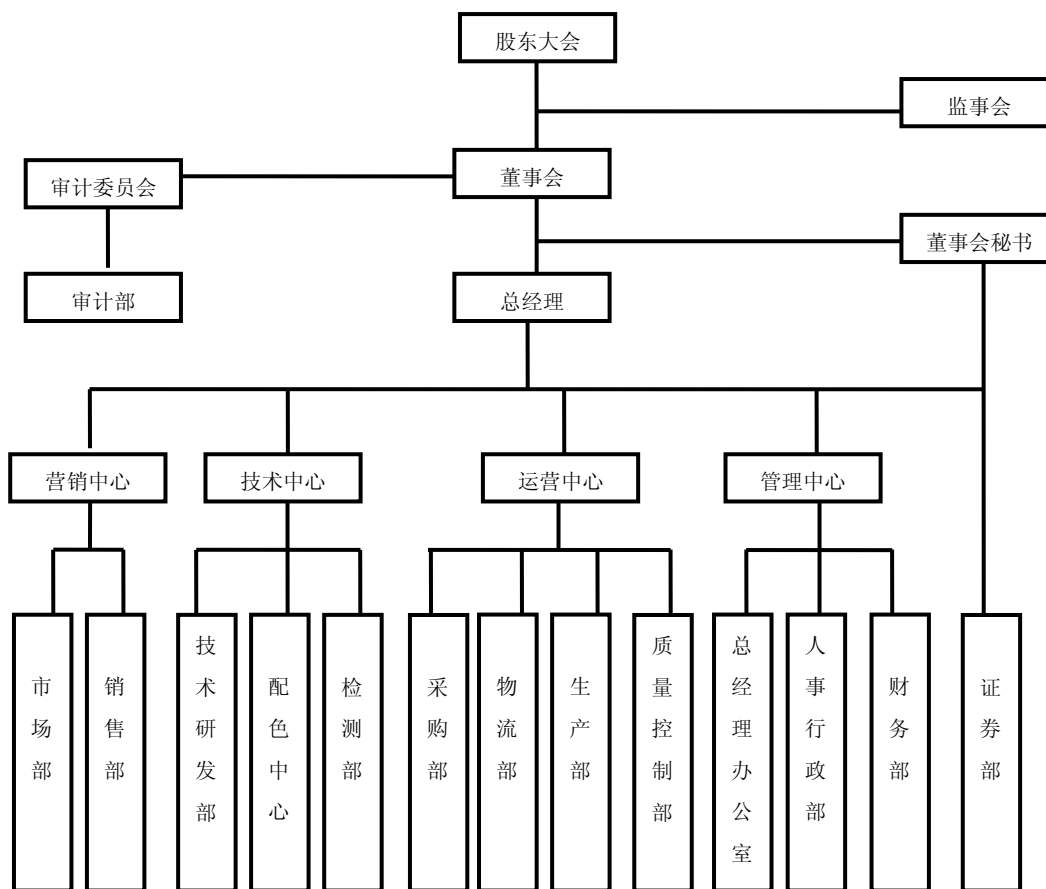 股东大会
监事会
董事会
审计委员会
董事会秘书
审计部
总经理
营销中心
技术中心
运营中心
管理中心
市场部
销售部
技术研发部
配色中心
检测部
采购部
物流部
生产部
质量控制部
总经理办公室
人事行政部
财务部
证券部